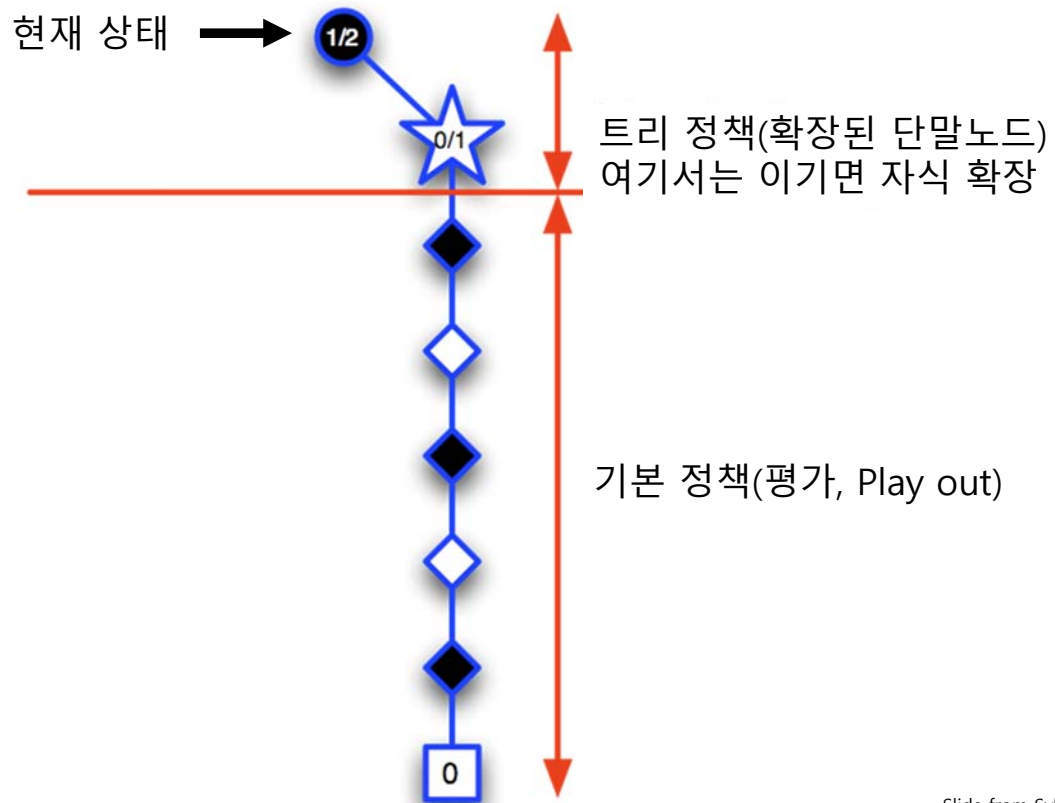 현재 상태
1/2
0/1
트리 정책(확장된 단말노드)
여기서는 이기면 자식 확장
기본 정책(평가, Play out)
0
Slide from